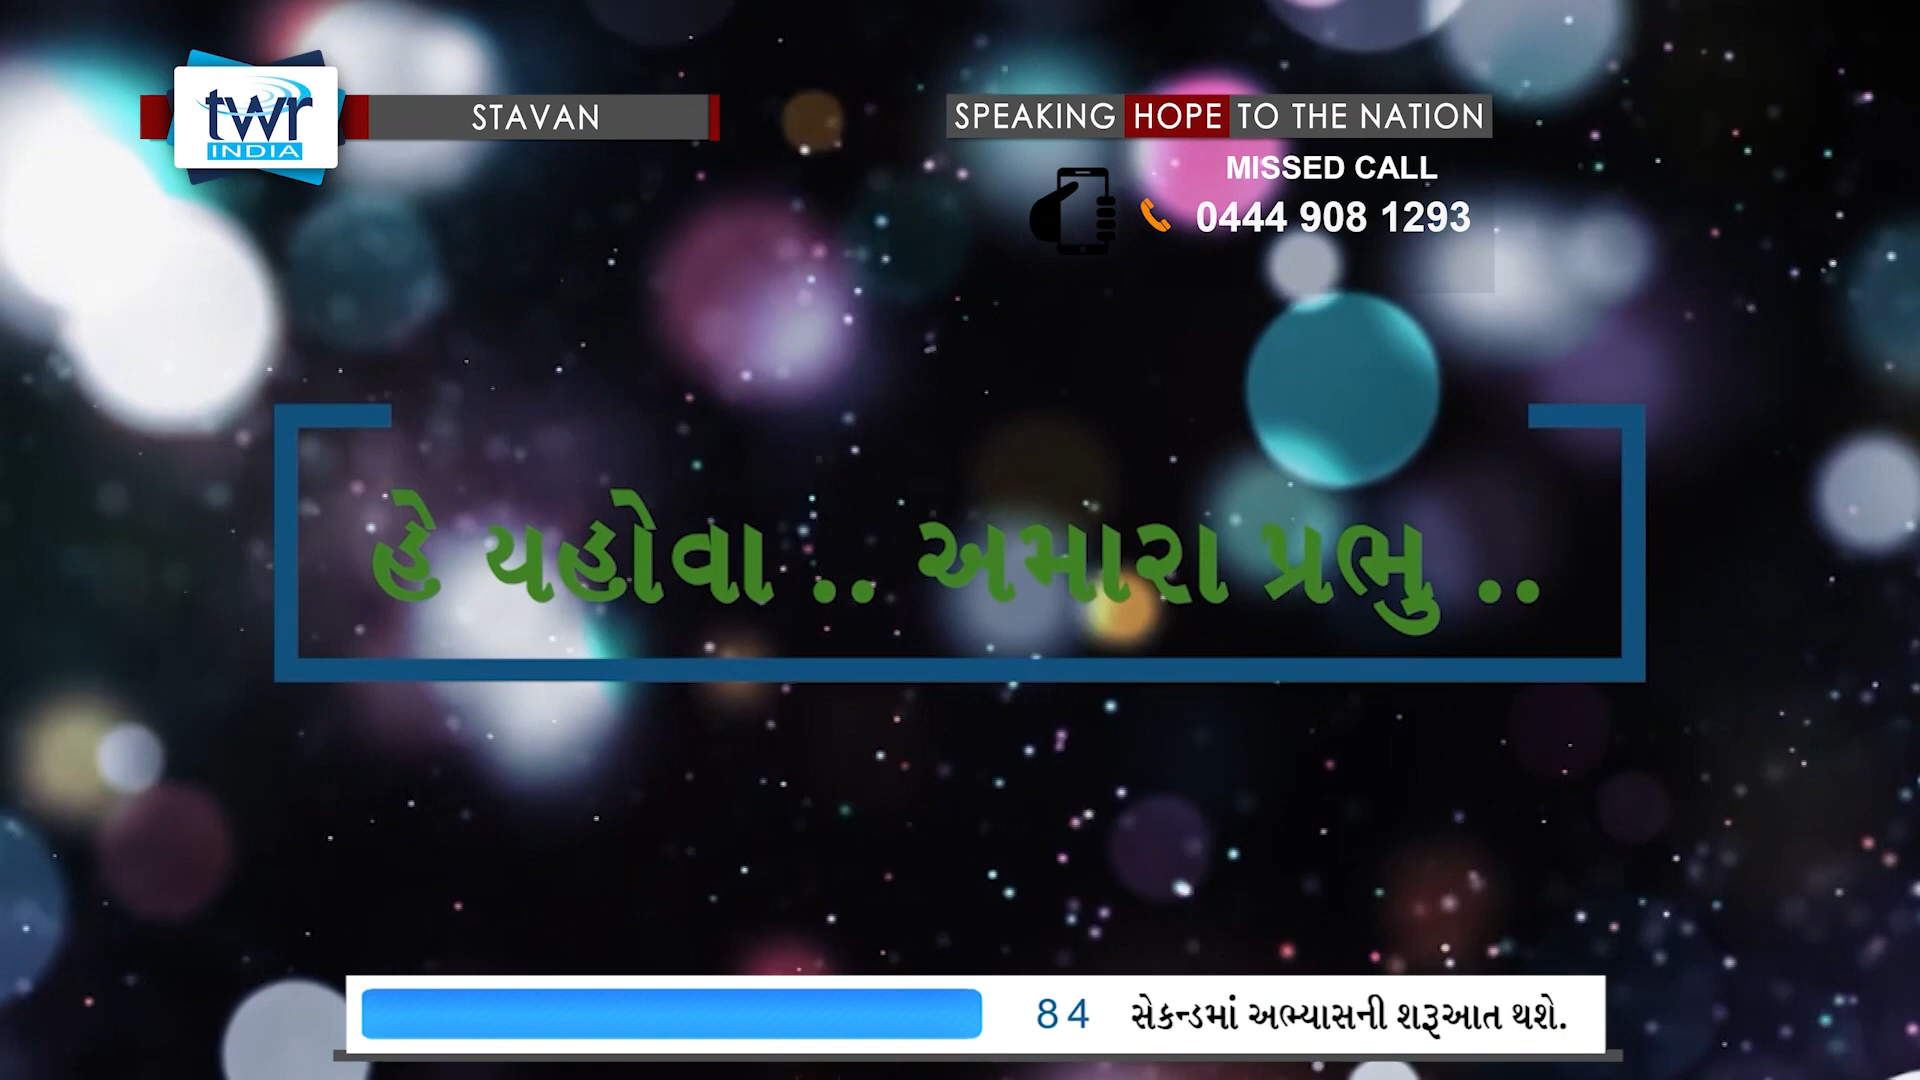 twr
INDIA
STAVAN
SPEAKING HOPE TO THE NATION
MISSED CALL
0444 908 1293
હે યહોવા .. અમારા પ્રભુ ..
84 સેકન્ડમાં અભ્યાસની શરૂઆત થશે.